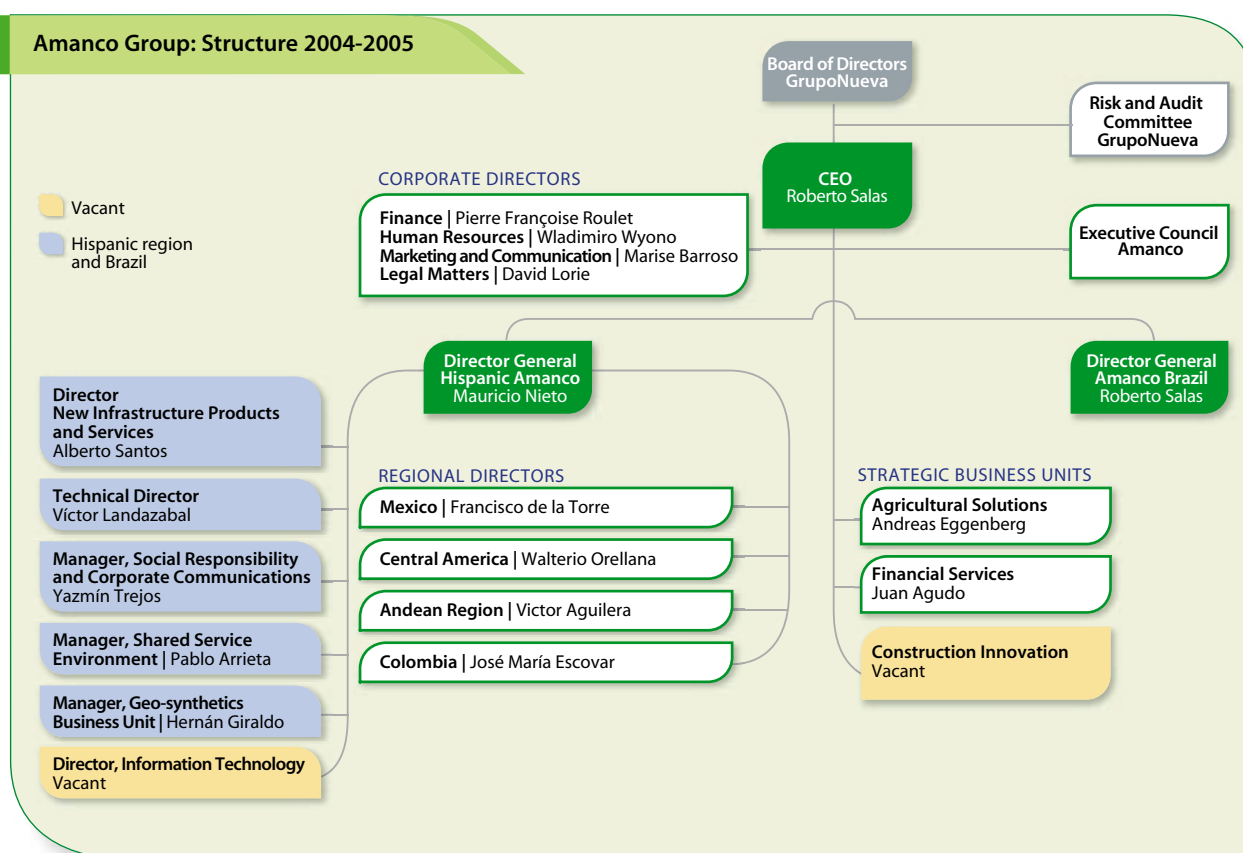 Amanco Group: Structure 2004-2005
Board of Directors
GrupoNueva
Risk and Audit
Committee
GrupoNueva
CEO
Roberto Salas
Vacant
Hispanic region
and Brazil
CORPORATE DIRECTORS
Finance | Pierre Françoise Roulet
Human Resources | Wladimiro Wyono
Marketing and Communication | Marise Barroso
Legal Matters | David Lorie
Executive Council
Amanco
Director General
Hispanic Amanco
Mauricio Nieto
Director General
Amanco Brazil
Roberto Salas
Director
New Infrastructure Products
and Services
Alberto Santos
Technical Director
Víctor Landazabal
Manager, Social Responsibility
and Corporate Communications
Yazmín Trejos
Manager, Shared Service
Environment | Pablo Arrieta
Manager, Geo-synthetics
Business Unit | Hernán Giraldo
Director, Information Technology
Vacant
REGIONAL DIRECTORS
Mexico | Francisco de la Torre
Central America | Walterio Orellana
Andean Region | Victor Aguilera
Colombia | José María Escovar
STRATEGIC BUSINESS UNITS
Agricultural Solutions
Andreas Eggenberg
Financial Services
Juan Agudo
Construction Innovation
Vacant